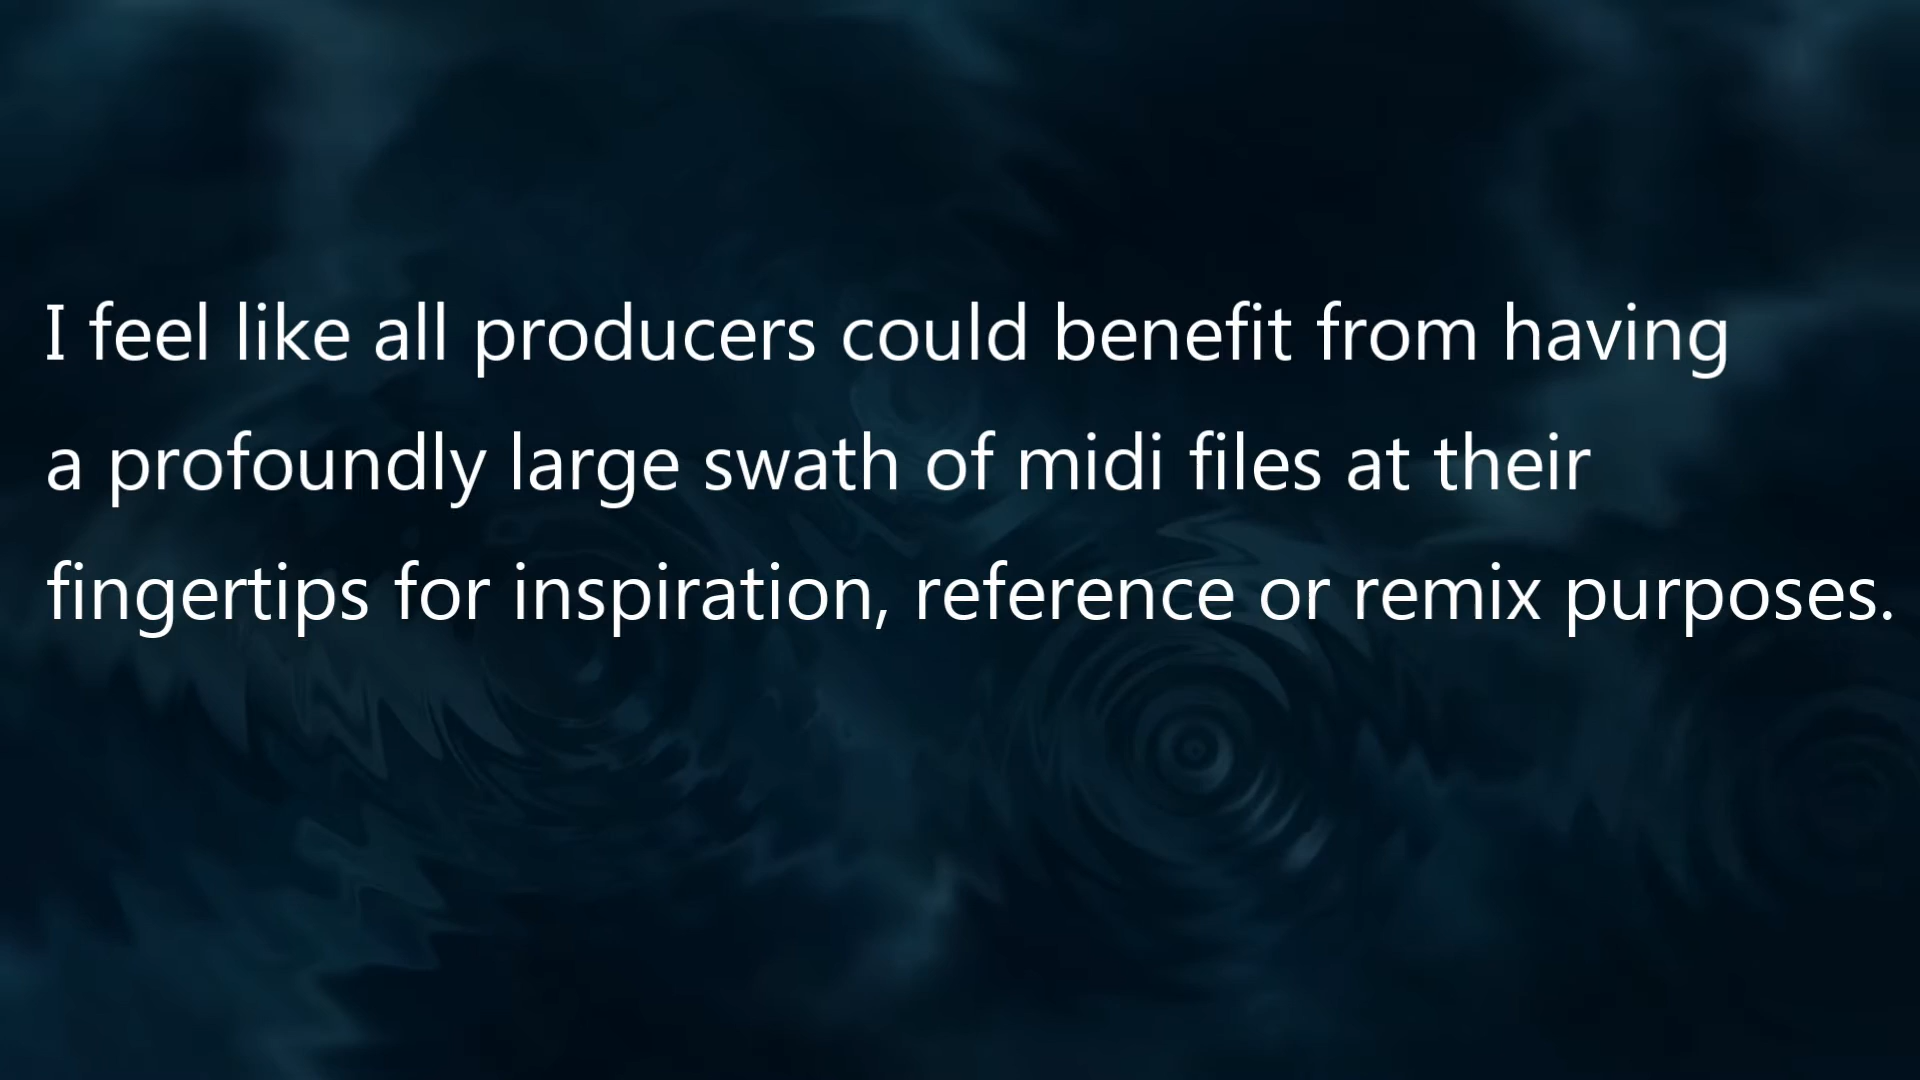 I feel like all producers could benefit from having
a profoundly large swath of midi files at their
fingertips for inspiration, reference or remix purposes.